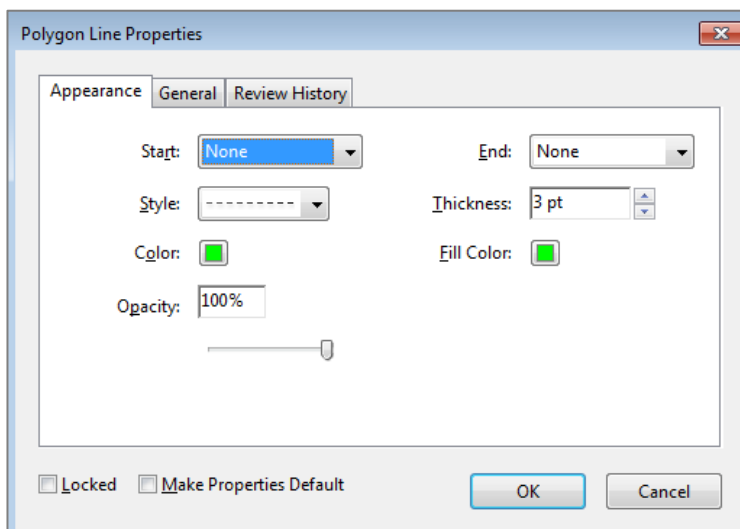 Polygon Line Properties
Appearance General Review History
Start: None End: None
Style: Thickness: 3 pt
Color: Fill Color:
Opacity: 100%
Locked Make Properties Default OK Cancel